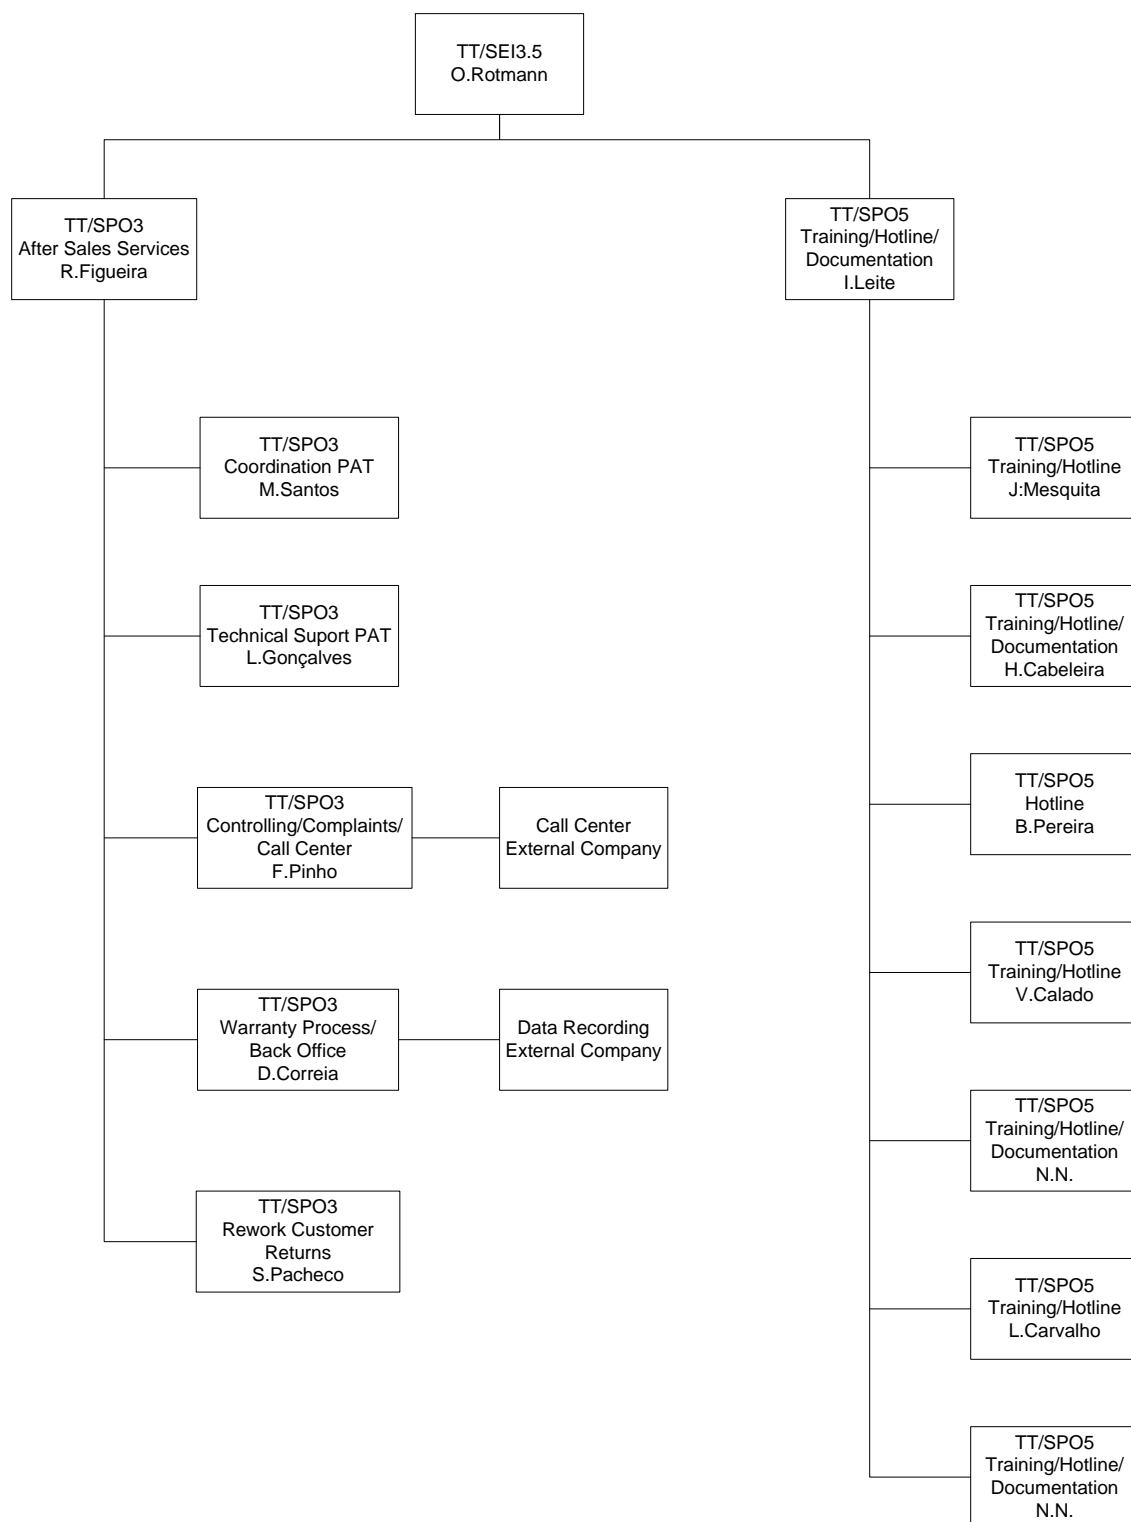 TT/SEI3.5
O.Rotmann
TT/SPO3
After Sales Services
R.Figueira
TT/SPO5
Training/Hotline/
Documentation
I.Leite
TT/SPO3
Coordination PAT
M.Santos
TT/SPO3
Technical Suport PAT
L.Gonçalves
TT/SPO3
Controlling/Complaints/
Call Center
F.Pinho
Call Center
External Company
TT/SPO3
Warranty Process/
Back Office
D.Correia
Data Recording
External Company
TT/SPO3
Rework Customer
Returns
S.Pacheco
TT/SPO5
Training/Hotline
J:Mesquita
TT/SPO5
Training/Hotline/
Documentation
H.Cabeleira
TT/SPO5
Hotline
B.Pereira
TT/SPO5
Training/Hotline
V.Calado
TT/SPO5
Training/Hotline/
Documentation
N.N.
TT/SPO5
Training/Hotline
L.Carvalho
TT/SPO5
Training/Hotline/
Documentation
N.N.